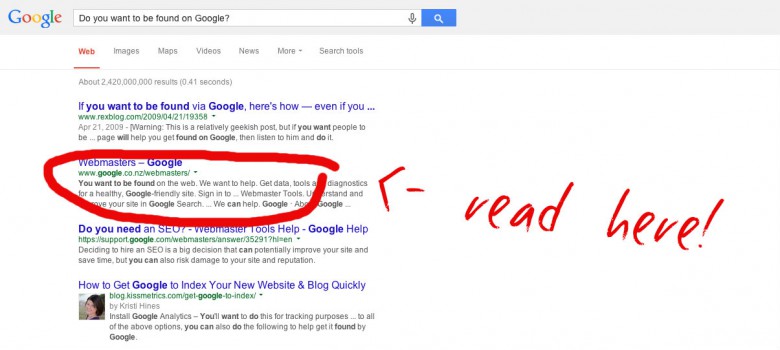 Google Do you want to be found on Google?
Web Images Maps Videos News More Search tools
About 2,420,000,000 results (0.41 seconds)
If you want to be found via Google, here's how — even if you ...
www.rexblog.com/2009/04/21/19358
Apr 21, 2009 - [Warning: This is a relatively geekish post, but if you want people to
be ... page will help you get found on Google, then listen to him and do it.
Webmasters – Google
www.google.co.nz/webmasters/
You want to be found on the web. We want to help. Get data, tools and diagnostics
for a healthy, Google-friendly site. Sign in to ... Webmaster Tools. Understand and
your site in Google Search. ... We can help. Google · About Google ...
<- read here!
Do you need an SEO? - Webmaster Tools Help - Google Help
https://support.google.com/webmasters/answer/35291?hl=en
Deciding to hire an SEO is a big decision that can potentially improve your site and
save time, but you can also risk damage to your site and reputation.
How to Get Google to Index Your New Website & Blog Quickly
blog.kissmetrics.com/get-google-to-index/
by Kristi Hines
Install Google Analytics – You'll want to do this for tracking purposes ... to all
of the above options, you can also do the following to help get it found by
Google.